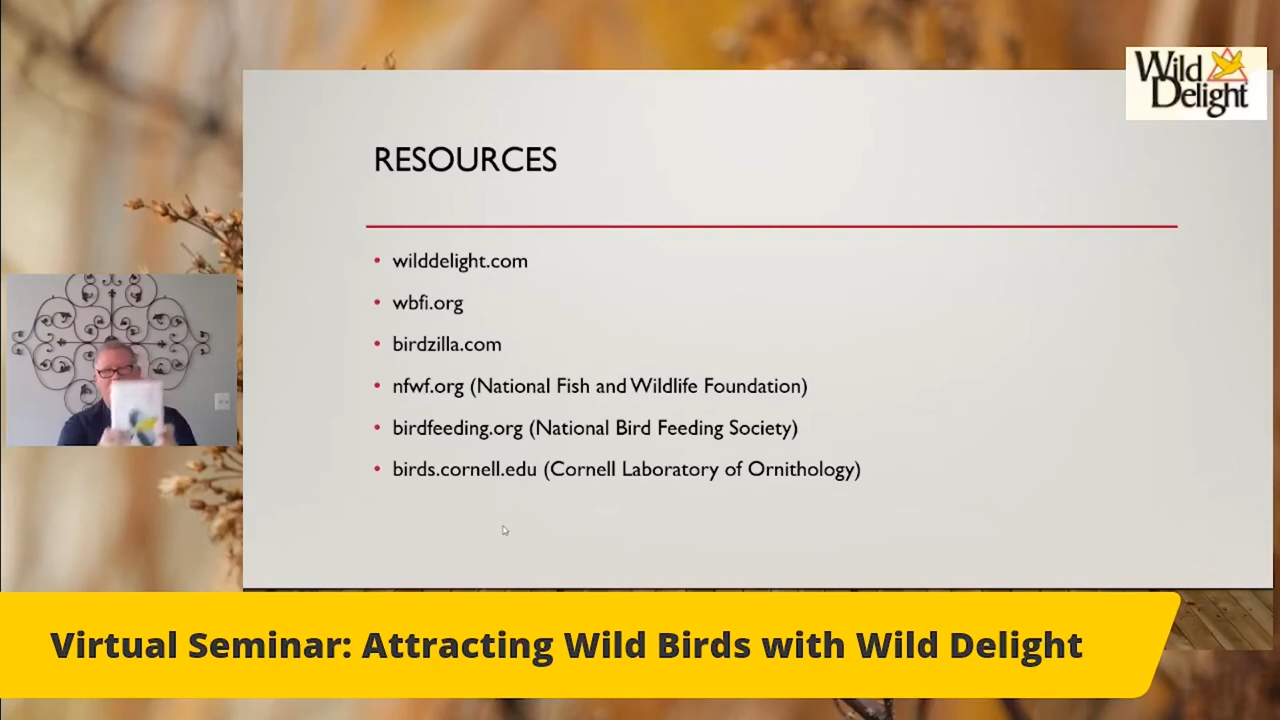 Wild
Delight
RESOURCES
• wilddelight.com
• wbfi.org
• birdzilla.com
• nfwf.org (National Fish and Wildlife Foundation)
• birdfeeding.org (National Bird Feeding Society)
• birds.cornell.edu (Cornell Laboratory of Ornithology)
Virtual Seminar: Attracting Wild Birds with Wild Delight